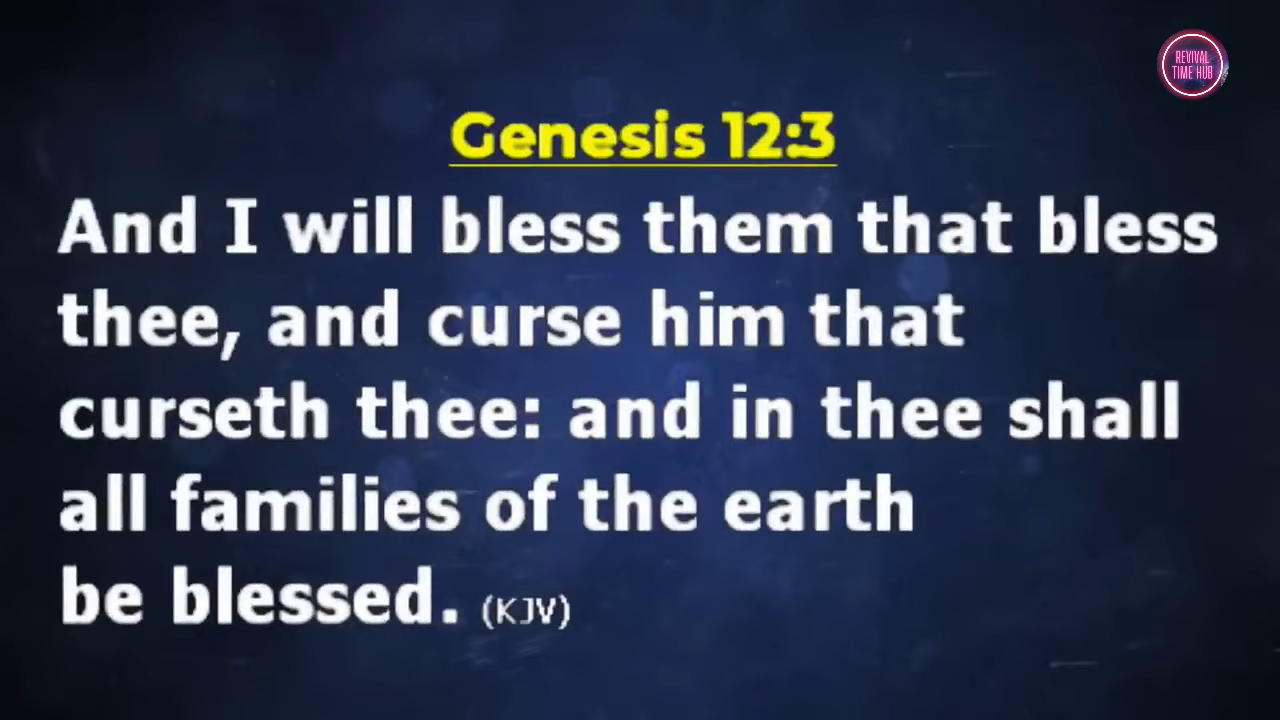 REVIVAL
TIME HUB
Genesis 12:3
And I will bless them that bless
thee, and curse him that
curseth thee: and in thee shall
all families of the earth
be blessed. (KJV)